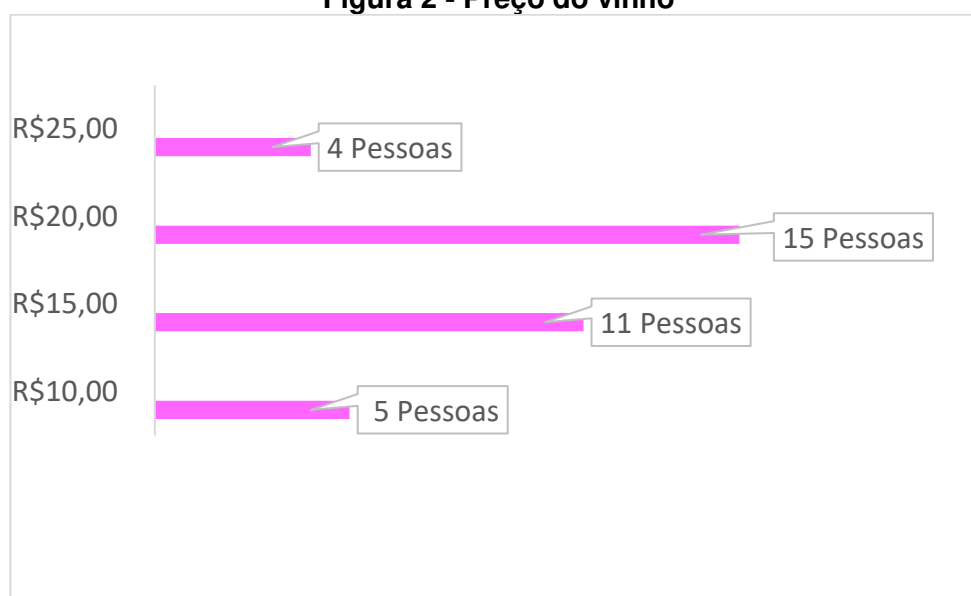 Figura 2 - Preço do vinho
R$25,00
4 Pessoas
R$20,00
15 Pessoas
R$15,00
11 Pessoas
R$10,00
5 Pessoas